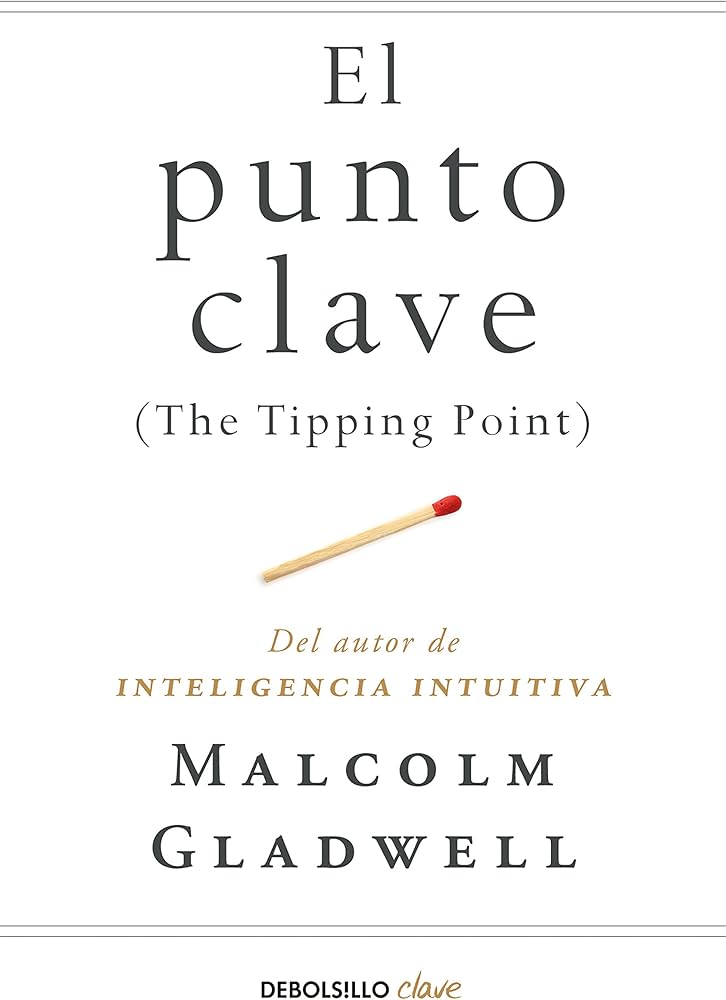 El
punto
clave
(The Tipping Point)
Del autor de
INTELIGENCIA INTUITIVA
MALCOLM
GLADWELL
DEBOLS!LLO clave